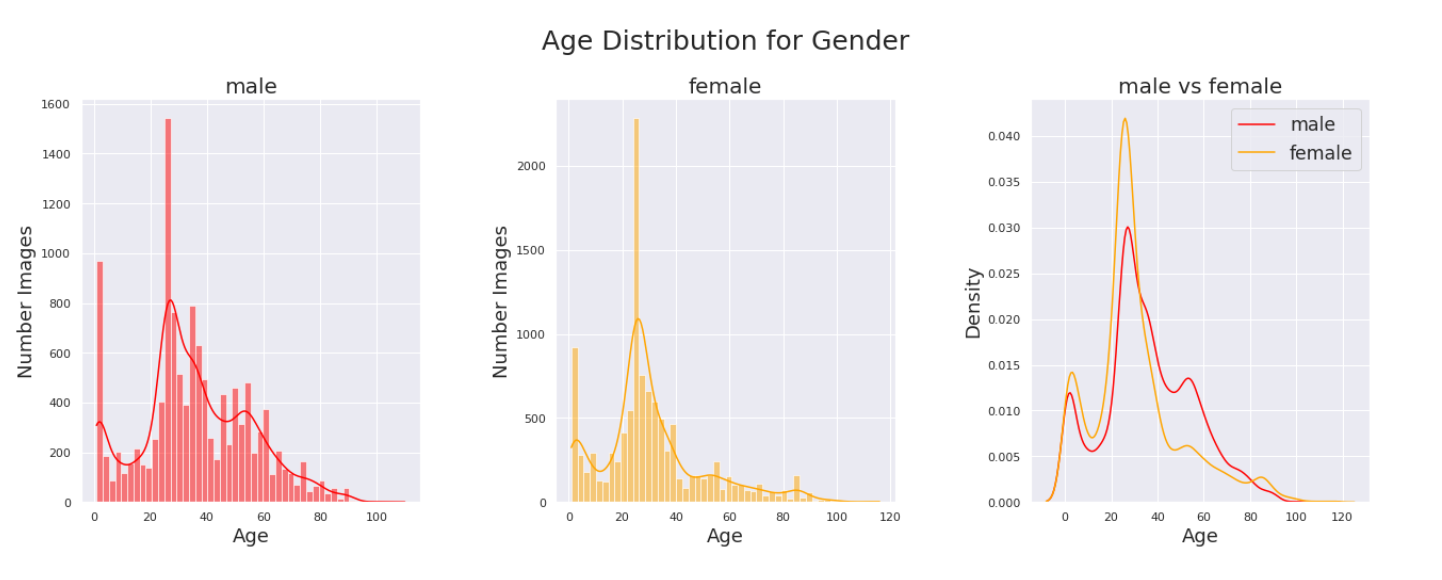 Age Distribution for Gender
male
Number Images
1600
1400
1200
1000
800
600
400
200
0
0 20 40 60 80 100
Age
female
Number Images
2000
1500
1000
500
0
0 20 40 60 80 100 120
Age
male vs female
male
female
Density
0.040
0.035
0.030
0.025
0.020
0.015
0.010
0.005
0.000
0 20 40 60 80 100 120
Age